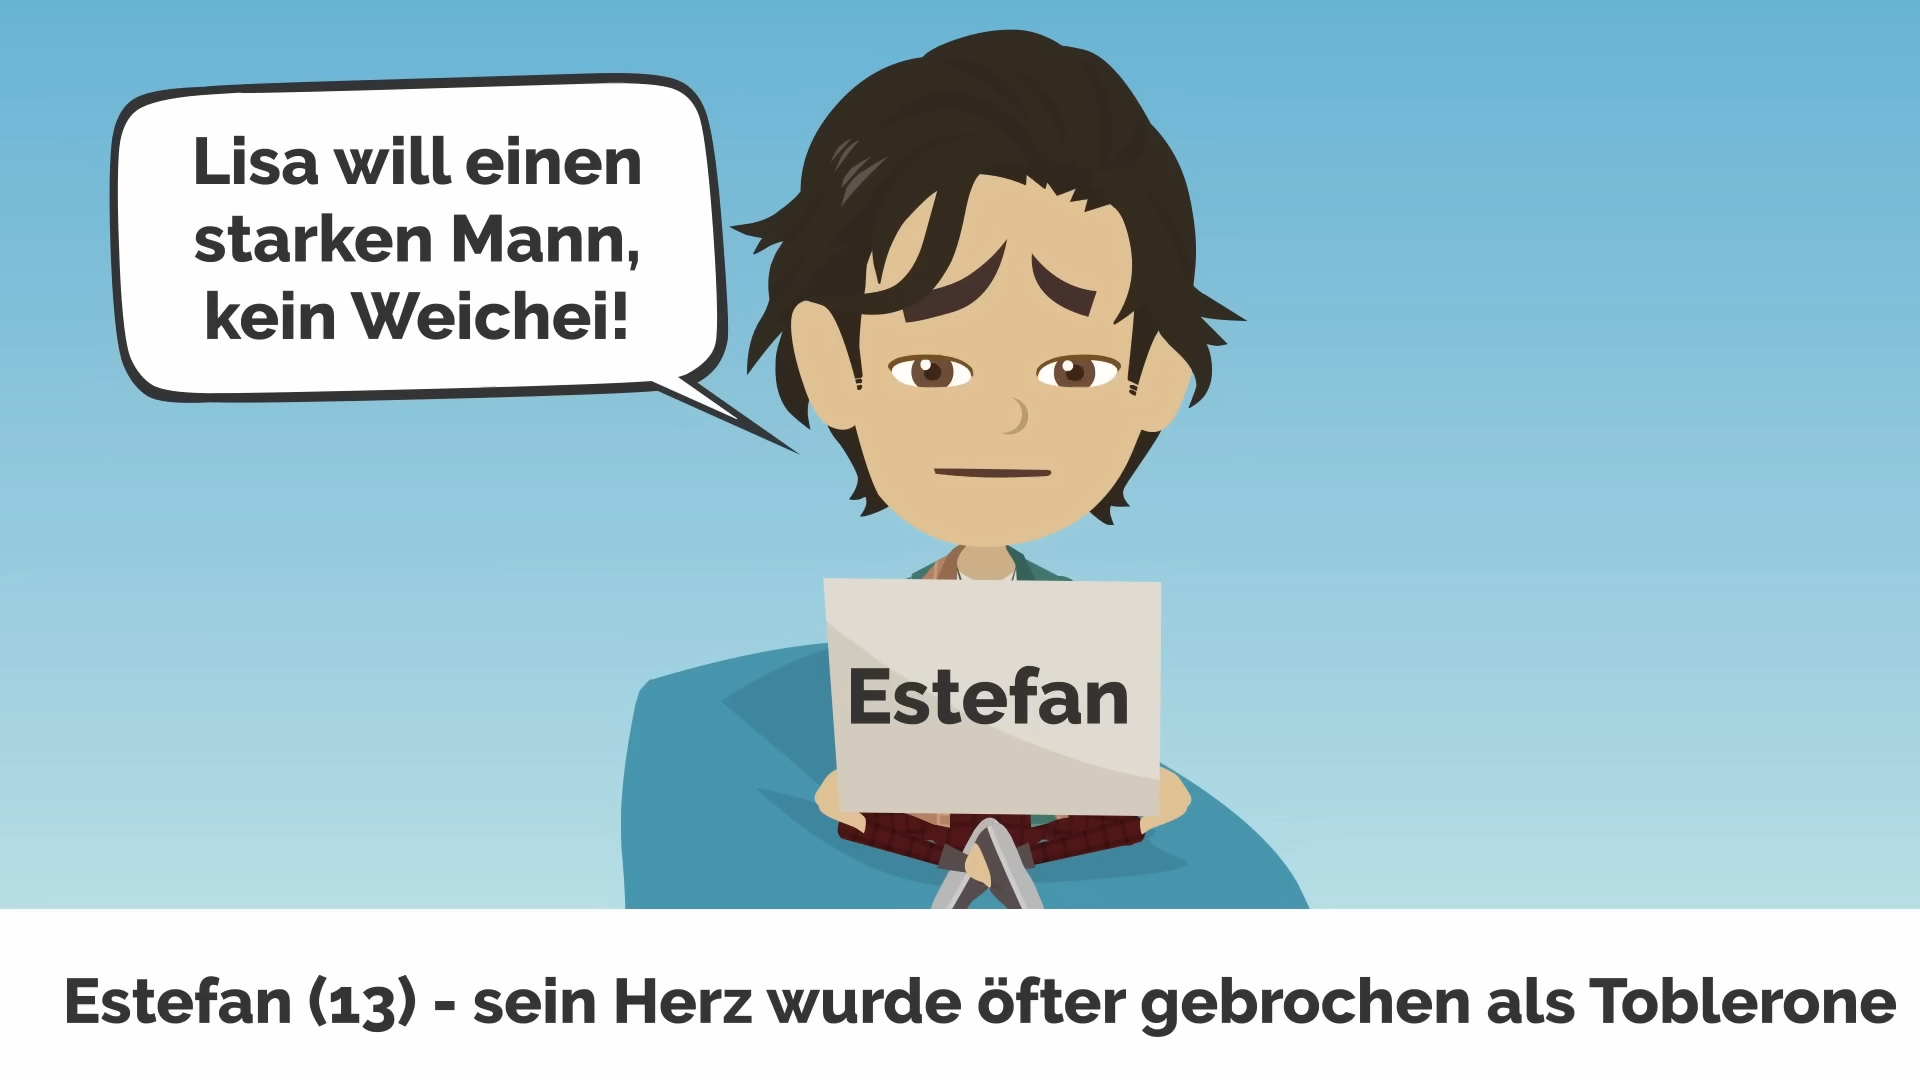 Lisa will einen
starken Mann,
kein Weichei!
Estefan
Estefan (13) - sein Herz wurde öfter gebrochen als Toblerone